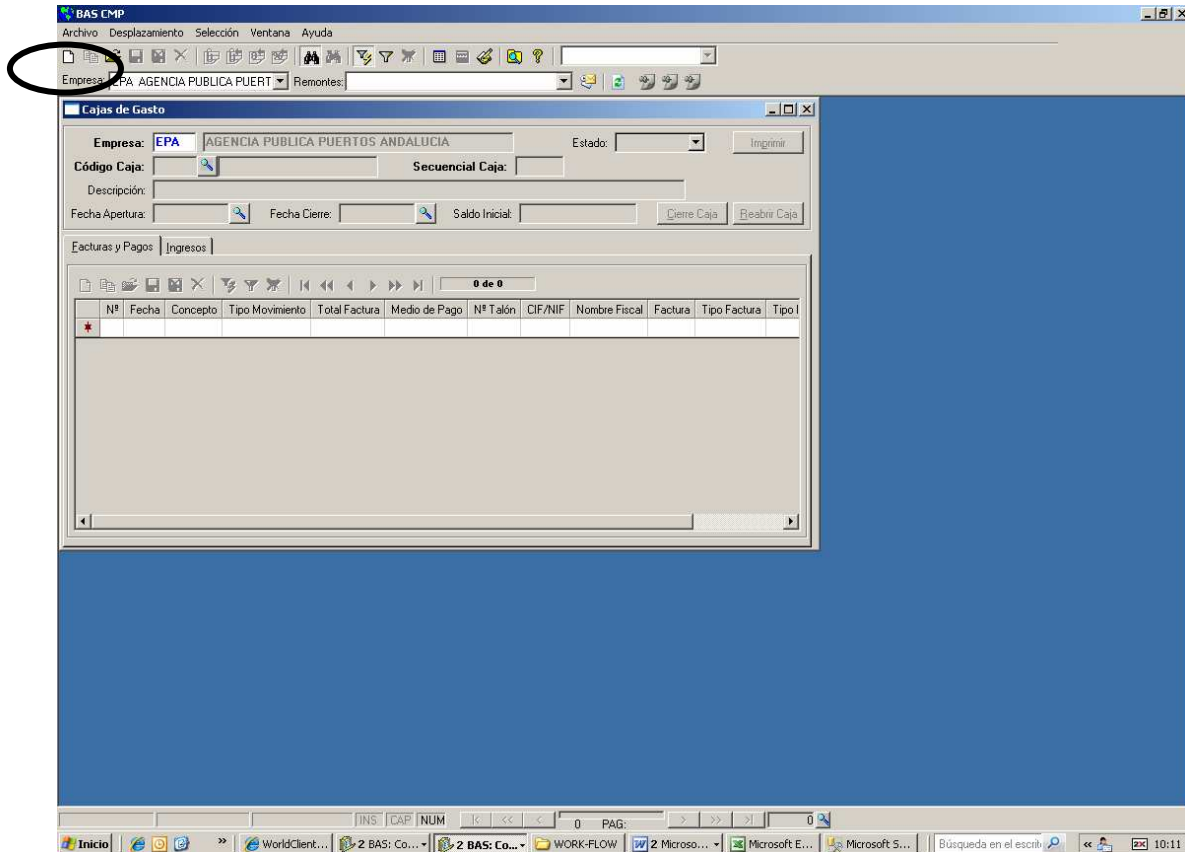 BAS CMP
Archivo Desplazamiento Selección Ventana Ayuda
Empresa: EPA AGENCIA PUBLICA PUERT Remontes:
Cajas de Gasto
Empresa: EPA AGENCIA PUBLICA PUERTOS ANDALUCIA Estado: Imprimir
Código Caja: Secuencial Caja:
Descripción:
Fecha Apertura: Fecha Cierre: Saldo Inicial: Cierre Caja Reabrir Caja
Facturas y Pagos Ingresos
0 de 0
Nº Fecha Concepto Tipo Movimiento Total Factura Medio de Pago Nº Talón CIF/NIF Nombre Fiscal Factura Tipo Factura Tipo
INS CAP NUM 0 PAG: 0
Inicio WorldClient... 2 BAS: Co... 2 BAS: Co... WORK-FLOW 2 Microso... Microsoft E... Microsoft S... Búsqueda en el escrit 10:11